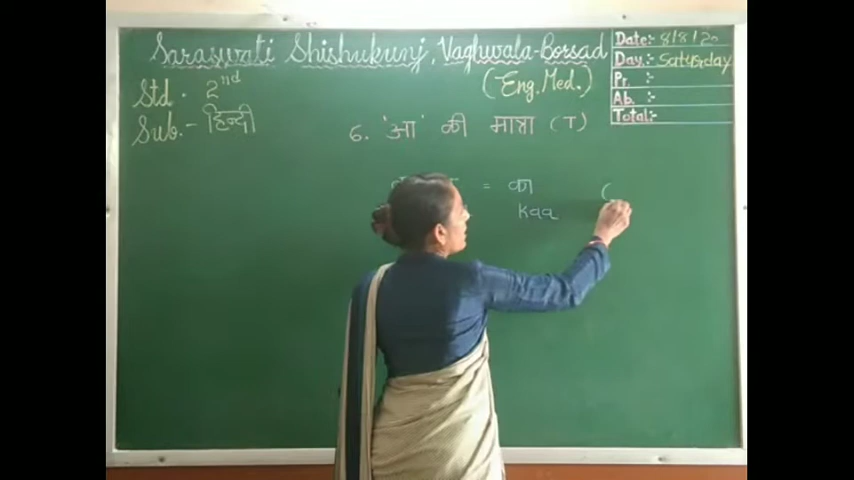 Saraswati Shishukunj, Vaghwala-Borsad
(Eng. Med.)
Date:- 8/8/20
Day:- Saturday
Pr. :-
Ab. :-
Total:-
Std. 2nd
Sub.- हिन्दी
6. 'आ' की मात्रा (ा)
= का
kaa
(